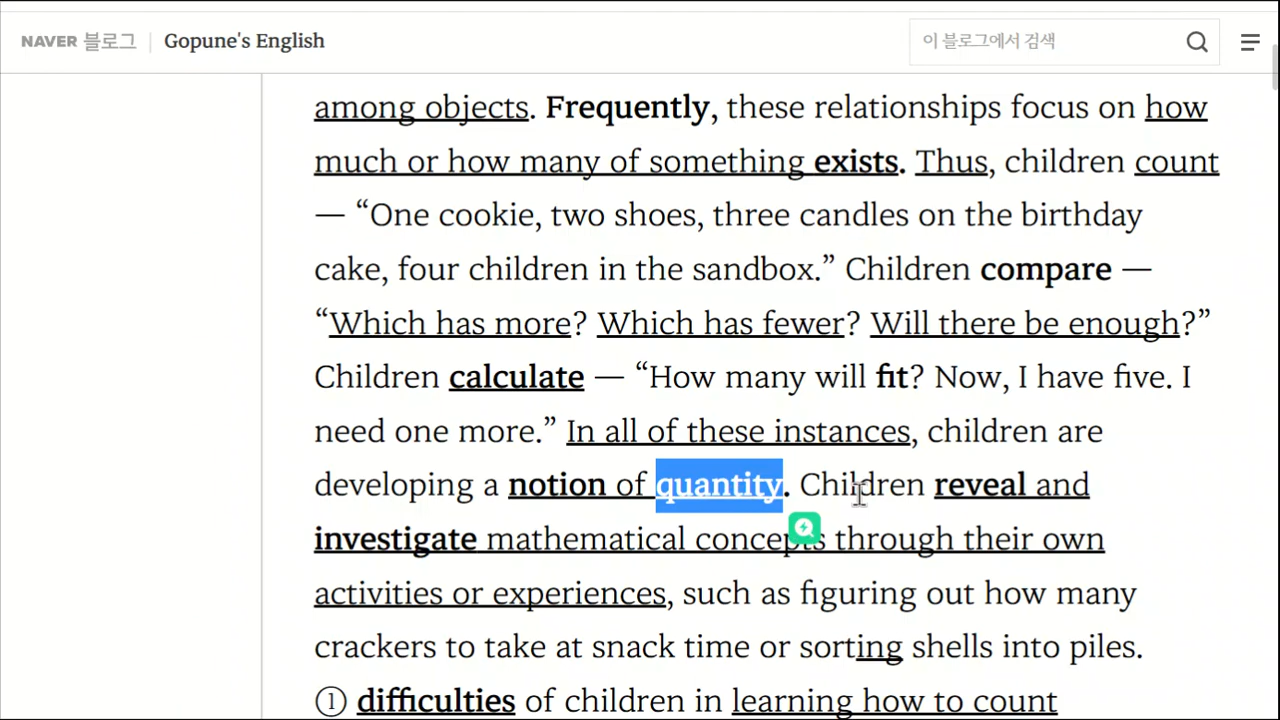 NAVER 블로그 Gopune's English 이 블로그에서 검색
among objects. Frequently, these relationships focus on how
much or how many of something exists. Thus, children count
— “One cookie, two shoes, three candles on the birthday
cake, four children in the sandbox.” Children compare —
“Which has more? Which has fewer? Will there be enough?”
Children calculate — “How many will fit? Now, I have five. I
need one more.” In all of these instances, children are
developing a notion of quantity. Children reveal and
investigate mathematical concepts through their own
activities or experiences, such as figuring out how many
crackers to take at snack time or sorting shells into piles.
① difficulties of children in learning how to count